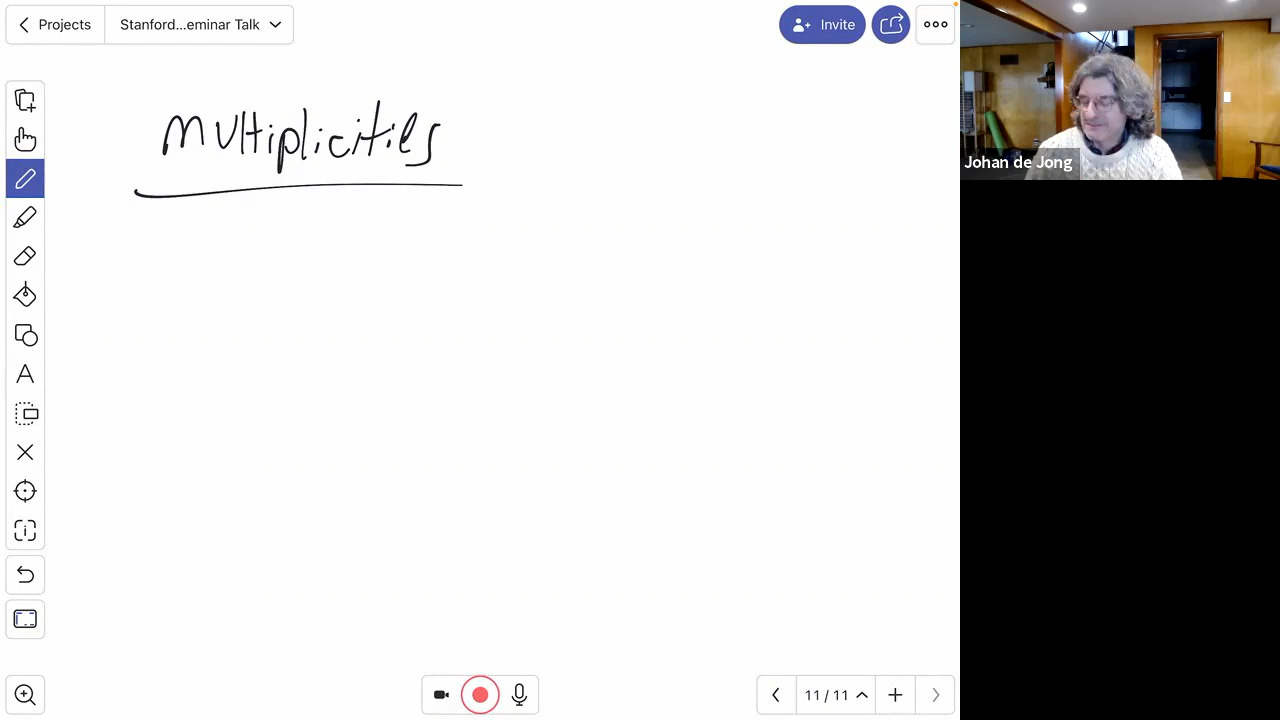 Projects
Stanford...eminar Talk
Invite
multiplicities
Johan de Jong
A
11 / 11